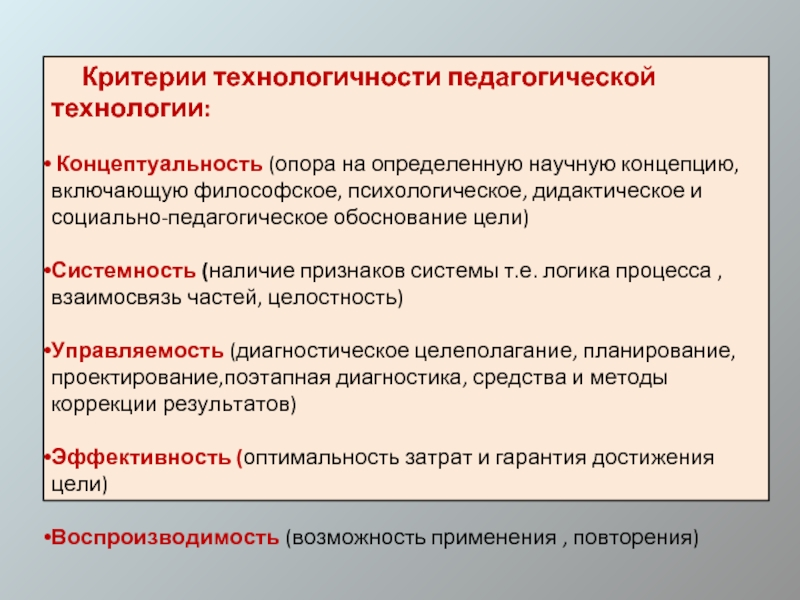 Критерии технологичности педагогической
технологии:
• Концептуальность (опора на определенную научную концепцию,
включающую философское, психологическое, дидактическое и
социально-педагогическое обоснование цели)
•Системность (наличие признаков системы т.е. логика процесса ,
взаимосвязь частей, целостность)
•Управляемость (диагностическое целеполагание, планирование,
проектирование,поэтапная диагностика, средства и методы
коррекции результатов)
•Эффективность (оптимальность затрат и гарантия достижения
цели)
•Воспроизводимость (возможность применения , повторения)